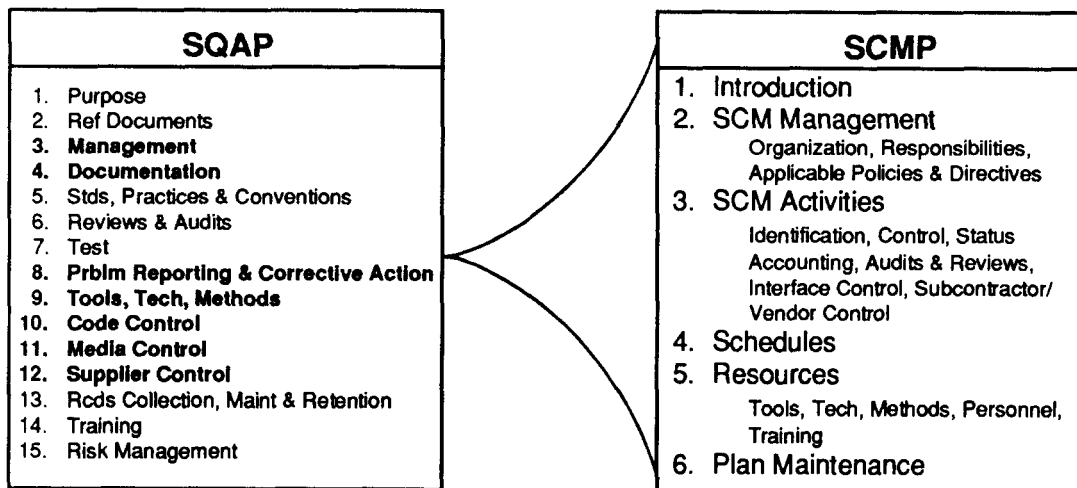 SQAP
1. Purpose
2. Ref Documents
3. Management
4. Documentation
5. Stds, Practices & Conventions
6. Reviews & Audits
7. Test
8. Prblm Reporting & Corrective Action
9. Tools, Tech, Methods
10. Code Control
11. Media Control
12. Supplier Control
13. Rcds Collection, Maint & Retention
14. Training
15. Risk Management
SCMP
1. Introduction
2. SCM Management
Organization, Responsibilities,
Applicable Policies & Directives
3. SCM Activities
Identification, Control, Status
Accounting, Audits & Reviews,
Interface Control, Subcontractor/
Vendor Control
4. Schedules
5. Resources
Tools, Tech, Methods, Personnel,
Training
6. Plan Maintenance